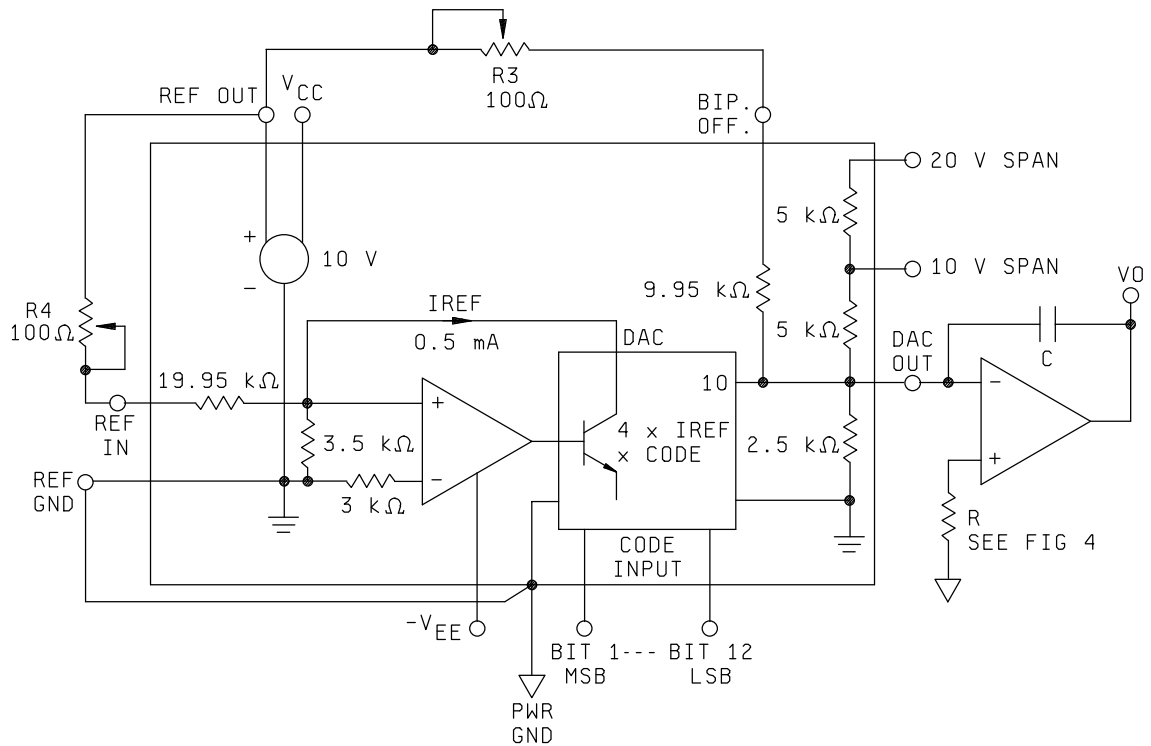 R3
100Ω
REF OUT
VCC
BIP.
OFF.
20 V SPAN
5 kΩ
+
10 V
-
10 V SPAN
VO
9.95 kΩ
R4
100Ω
IREF
0.5 mA
5 kΩ
DAC
DAC
OUT
C
19.95 kΩ
10
REF
IN
+
-
3.5 kΩ
4 x IREF
x CODE
2.5 kΩ
+
REF
GND
-
3 kΩ
R
SEE FIG 4
CODE
INPUT
-VEE
BIT 1--- BIT 12
MSB
LSB
PWR
GND